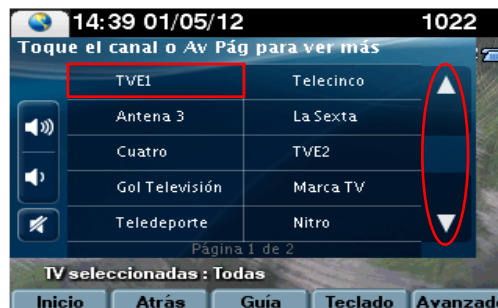 14:39 01/05/12 1022
Toque el canal o Av Pág para ver más
TVE1 Telecinco
Antena 3 La Sexta
Cuatro TVE2
Gol Televisión Marca TV
Teledeporte Nitro
Página 1 de 2
TV seleccionadas : Todas
Inicio Atrás Guía Teclado Avanzado